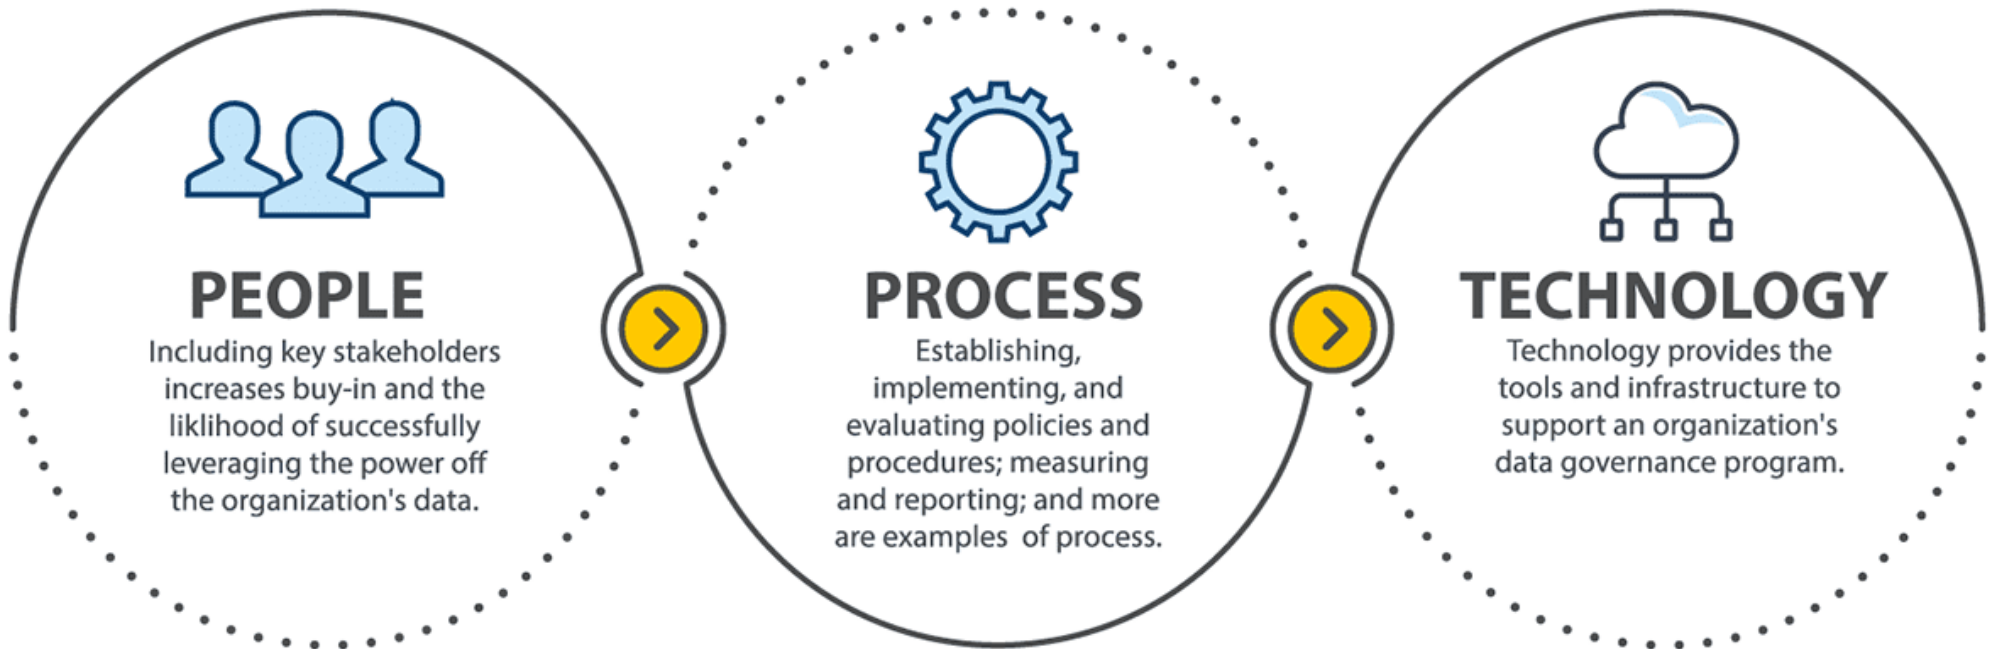 PEOPLE
Including key stakeholders
increases buy-in and the
liklihood of successfully
leveraging the power off
the organization's data.
PROCESS
Establishing,
implementing, and
evaluating policies and
procedures; measuring
and reporting; and more
are examples  of process.
TECHNOLOGY
Technology provides the
tools and infrastructure to
support an organization's
data governance program.